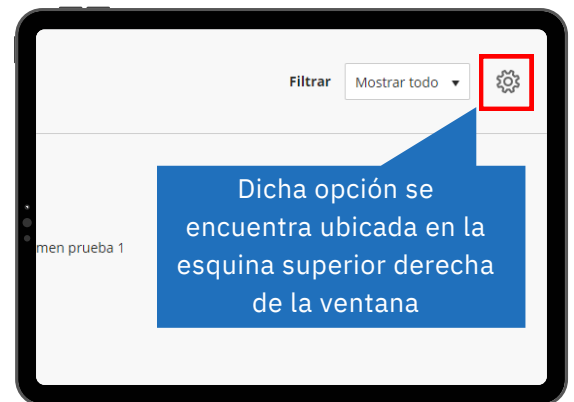 Filtrar Mostrar todo
Dicha opción se
encuentra ubicada en la
esquina superior derecha
de la ventana
men prueba 1